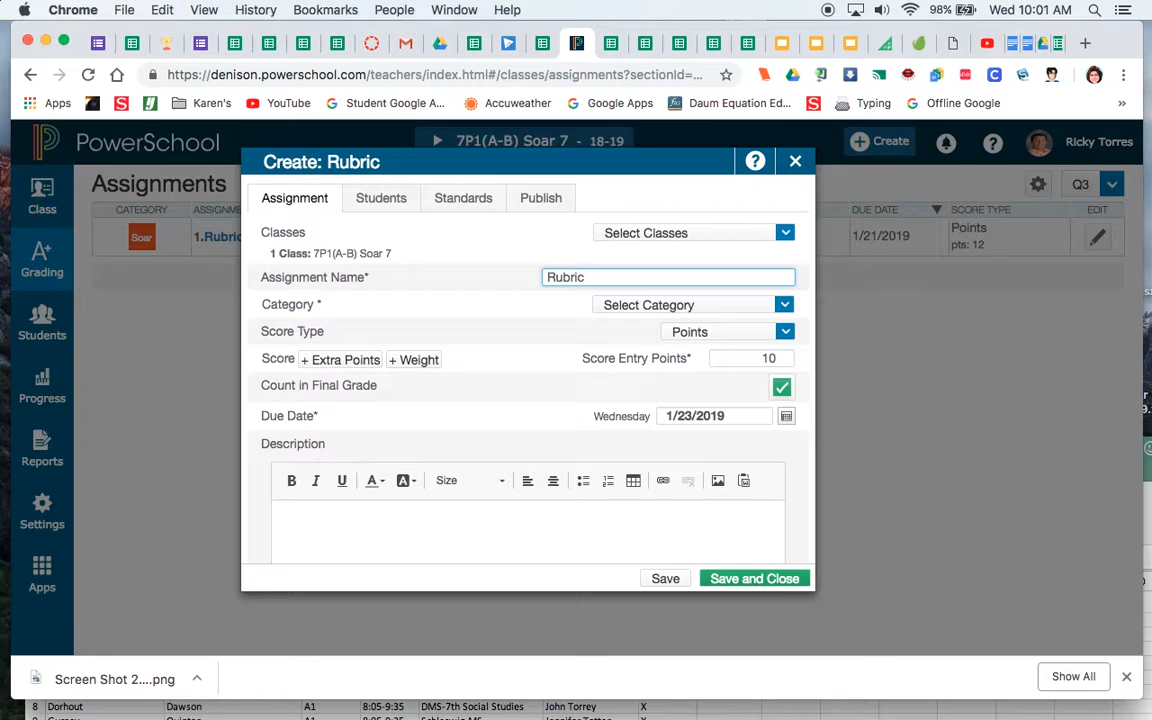 Chrome File Edit View History Bookmarks People Window Help 98% Wed 10:01 AM
https://denison.powerschool.com/teachers/index.html#/classes/assignments?sectionId=...
Apps Karen's YouTube Student Google A... Accuweather Google Apps Daum Equation Ed... Typing Offline Google »
PowerSchool 7P1(A-B) Soar 7 - 18-19 Create Ricky Torres
Create: Rubric
Assignments Q3
Class
Assignment Students Standards Publish
CATEGORY ASSIGNM DUE DATE SCORE TYPE EDIT
Soar 1.Rubric 1/21/2019 Points
pts: 12
Classes Select Classes
1 Class: 7P1(A-B) Soar 7
Grading
Assignment Name* Rubric
Category * Select Category
Students
Score Type Points
Score + Extra Points + Weight Score Entry Points* 10
Count in Final Grade
Progress
Due Date* Wednesday 1/23/2019
Description
Reports
B I U A A Size
Settings
Apps
Save Save and Close
Screen Shot 2....png Show All
8 Dorhout Dawson A1 8:05-9:35 DMS-7th Social Studies John Torrey X